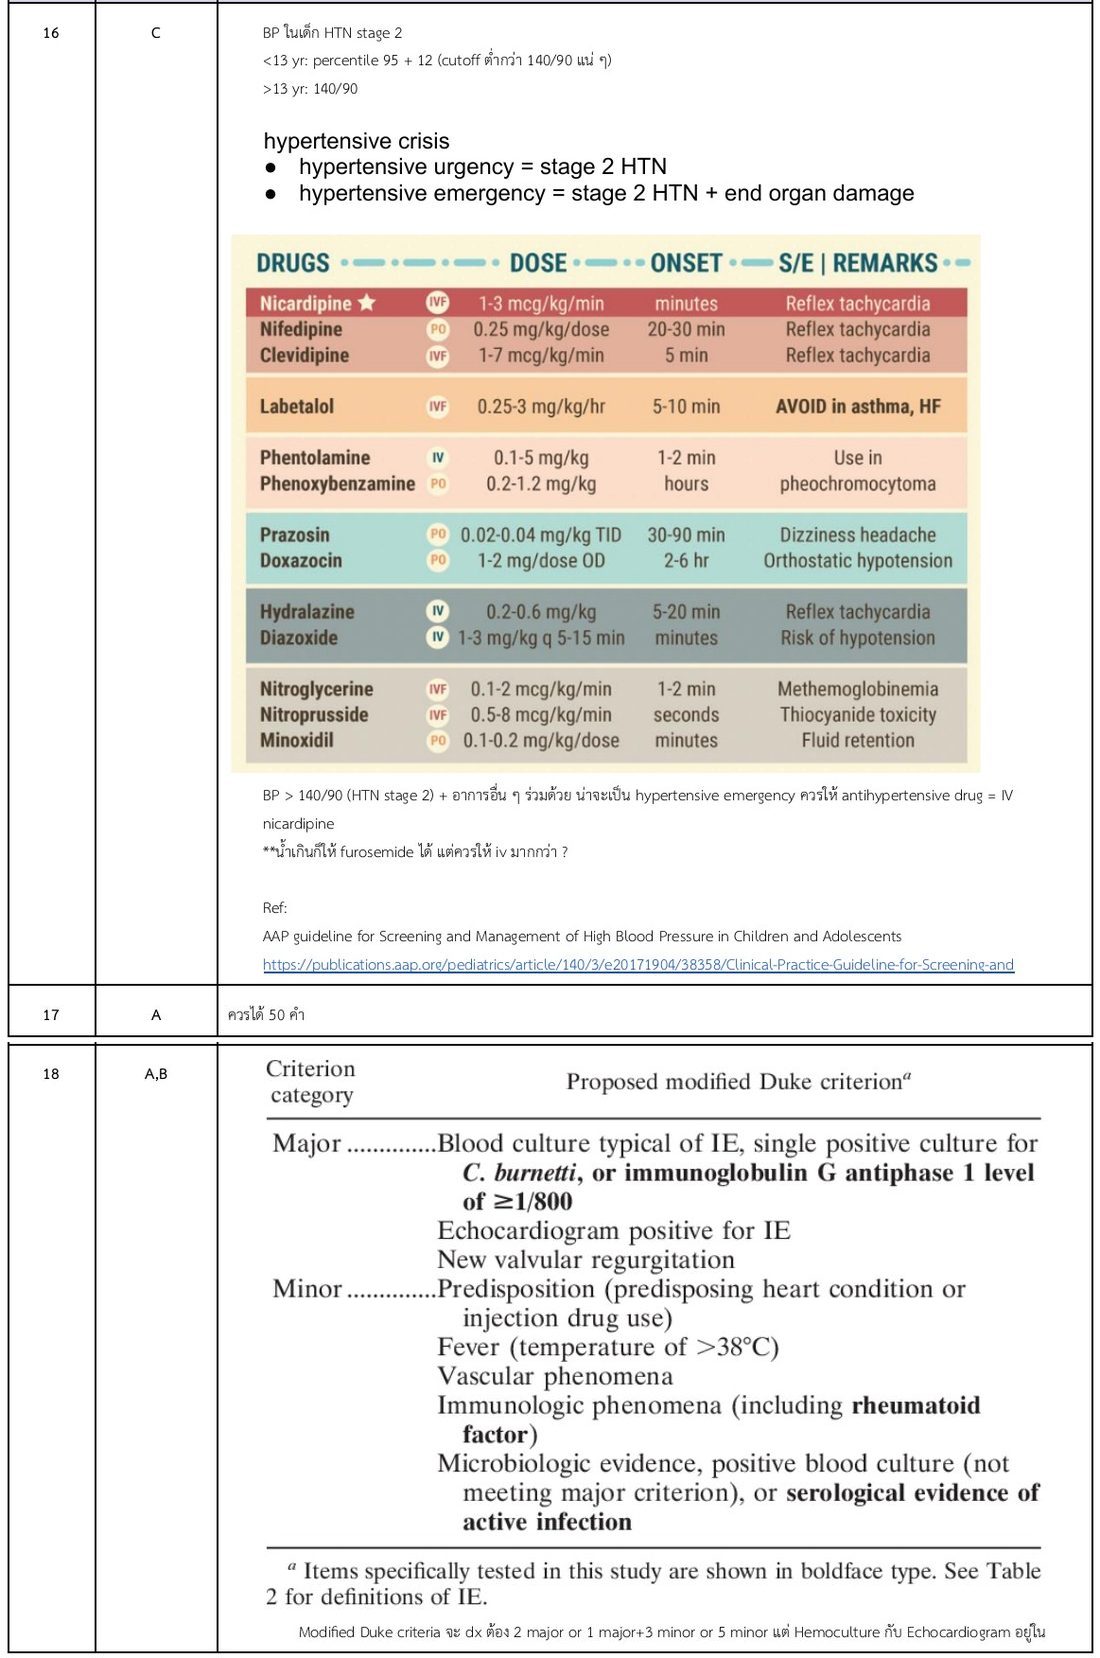 16
C
BP ในเด็ก HTN stage 2
<13 yr: percentile 95 + 12 (cutoff ต่ำกว่า 140/90 แน่ ๆ)
>13 yr: 140/90
hypertensive crisis
● hypertensive urgency = stage 2 HTN
● hypertensive emergency = stage 2 HTN + end organ damage
DRUGS DOSE ONSET S/E | REMARKS
Nicardipine ★ IVF 1-3 mcg/kg/min minutes Reflex tachycardia
Nifedipine PO 0.25 mg/kg/dose 20-30 min Reflex tachycardia
Clevidipine IVF 1-7 mcg/kg/min 5 min Reflex tachycardia
Labetalol IVF 0.25-3 mg/kg/hr 5-10 min AVOID in asthma, HF
Phentolamine IV 0.1-5 mg/kg 1-2 min Use in
Phenoxybenzamine PO 0.2-1.2 mg/kg hours pheochromocytoma
Prazosin PO 0.02-0.04 mg/kg TID 30-90 min Dizziness headache
Doxazocin PO 1-2 mg/dose OD 2-6 hr Orthostatic hypotension
Hydralazine IV 0.2-0.6 mg/kg 5-20 min Reflex tachycardia
Diazoxide IV 1-3 mg/kg q 5-15 min minutes Risk of hypotension
Nitroglycerine IVF 0.1-2 mcg/kg/min 1-2 min Methemoglobinemia
Nitroprusside IVF 0.5-8 mcg/kg/min seconds Thiocyanide toxicity
Minoxidil PO 0.1-0.2 mg/kg/dose minutes Fluid retention
BP > 140/90 (HTN stage 2) + อาการอื่น ๆ ร่วมด้วย น่าจะเป็น hypertensive emergency ควรให้ antihypertensive drug = IV
nicardipine
**น้ำเกินก็ให้ furosemide ได้ แต่ควรให้ iv มากกว่า ?
Ref:
AAP guideline for Screening and Management of High Blood Pressure in Children and Adolescents
https://publications.aap.org/pediatrics/article/140/3/e20171904/38358/Clinical-Practice-Guideline-for-Screening-and
17
A
ควรได้ 50 คำ
18
A,B
Criterion
category
Proposed modified Duke criterionᵃ
Major ..............Blood culture typical of IE, single positive culture for
C. burnetti, or immunoglobulin G antiphase 1 level
of ≥1/800
Echocardiogram positive for IE
New valvular regurgitation
Minor ..............Predisposition (predisposing heart condition or
injection drug use)
Fever (temperature of >38°C)
Vascular phenomena
Immunologic phenomena (including rheumatoid
factor)
Microbiologic evidence, positive blood culture (not
meeting major criterion), or serological evidence of
active infection
ᵃ Items specifically tested in this study are shown in boldface type. See Table
2 for definitions of IE.
Modified Duke criteria จะ dx ต้อง 2 major or 1 major+3 minor or 5 minor แต่ Hemoculture กับ Echocardiogram อยู่ใน